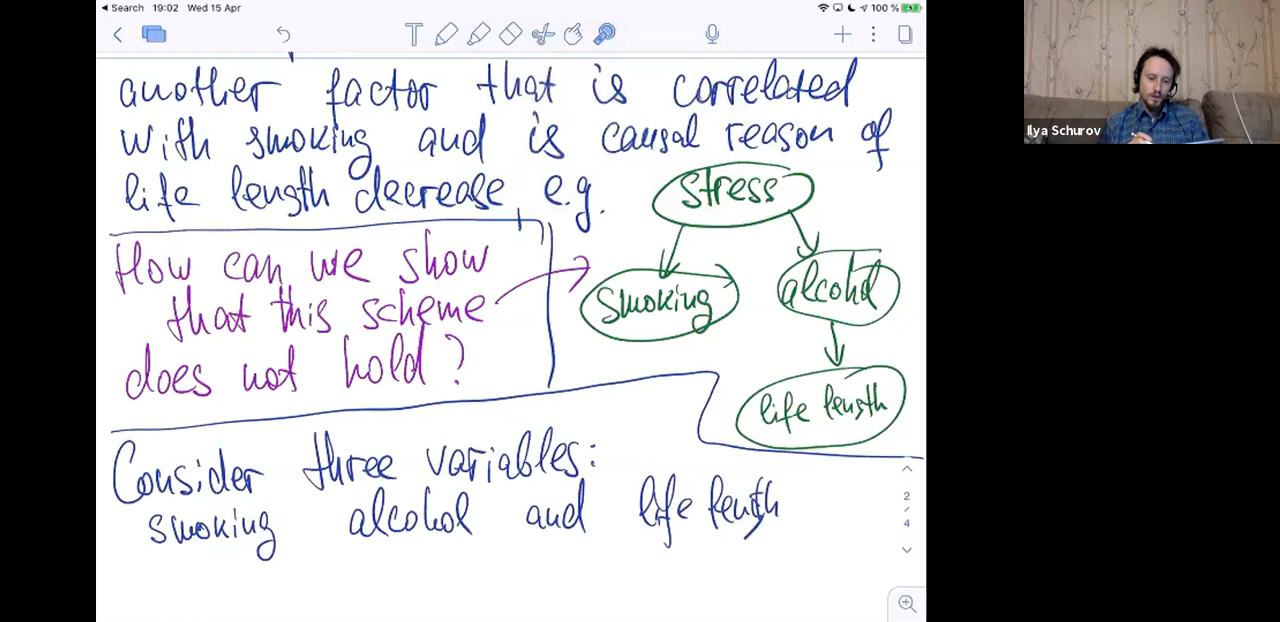 Search 19:02 Wed 15 Apr
100 %
another factor that is correlated
with smoking and is causal reason of
life length decrease, e.g.
stress
smoking
alcohol
life length
How can we show
that this scheme
does not hold?
Consider three variables:
smoking alcohol and life length
2
/
4
Ilya Schurov